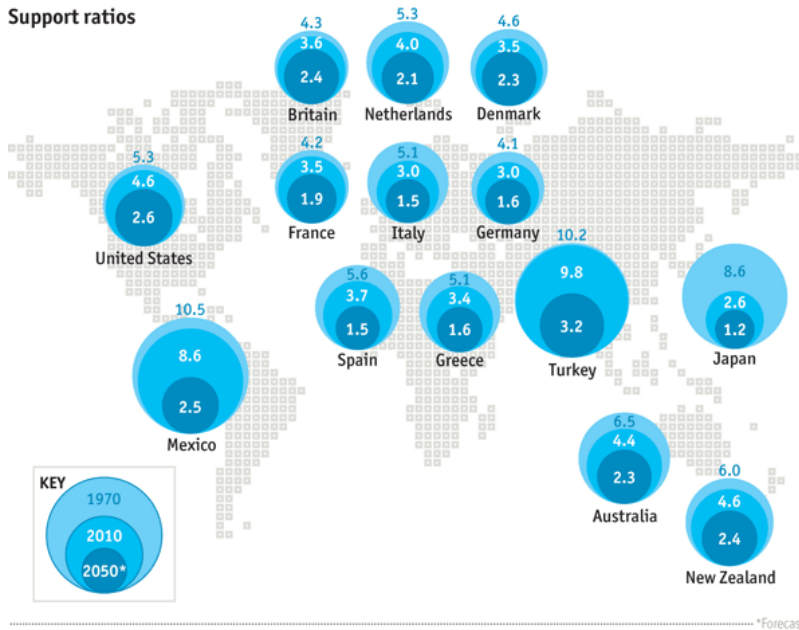 Support ratios
4.3
3.6
2.4
Britain
5.3
4.0
2.1
Netherlands
4.6
3.5
2.3
Denmark
5.3
4.6
2.6
United States
4.2
3.5
1.9
France
5.1
3.0
1.5
Italy
4.1
3.0
1.6
Germany
10.5
8.6
2.5
Mexico
5.6
3.7
1.5
Spain
5.1
3.4
1.6
Greece
10.2
9.8
3.2
Turkey
8.6
2.6
1.2
Japan
6.5
4.4
2.3
Australia
6.0
4.6
2.4
New Zealand
KEY
1970
2010
2050*
*Forecas